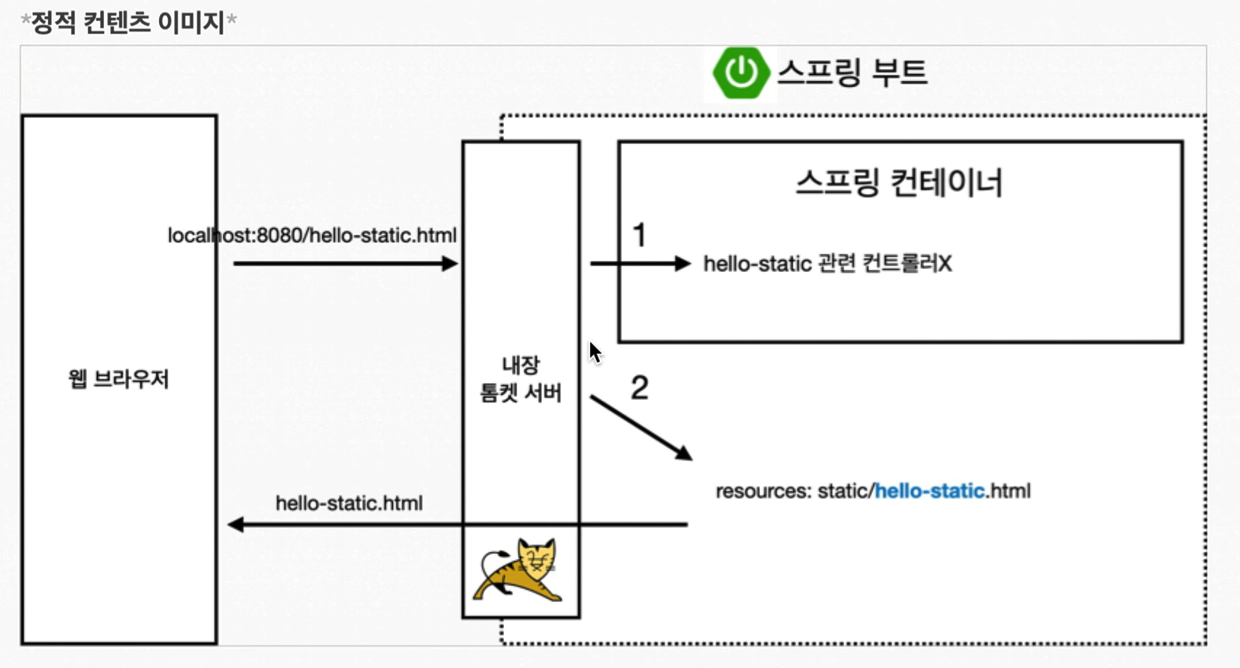 *정적 컨텐츠 이미지*
스프링 부트
스프링 컨테이너
localhost:8080/hello-static.html
1
hello-static 관련 컨트롤러X
웹 브라우저
내장
톰켓 서버
2
resources: static/hello-static.html
hello-static.html